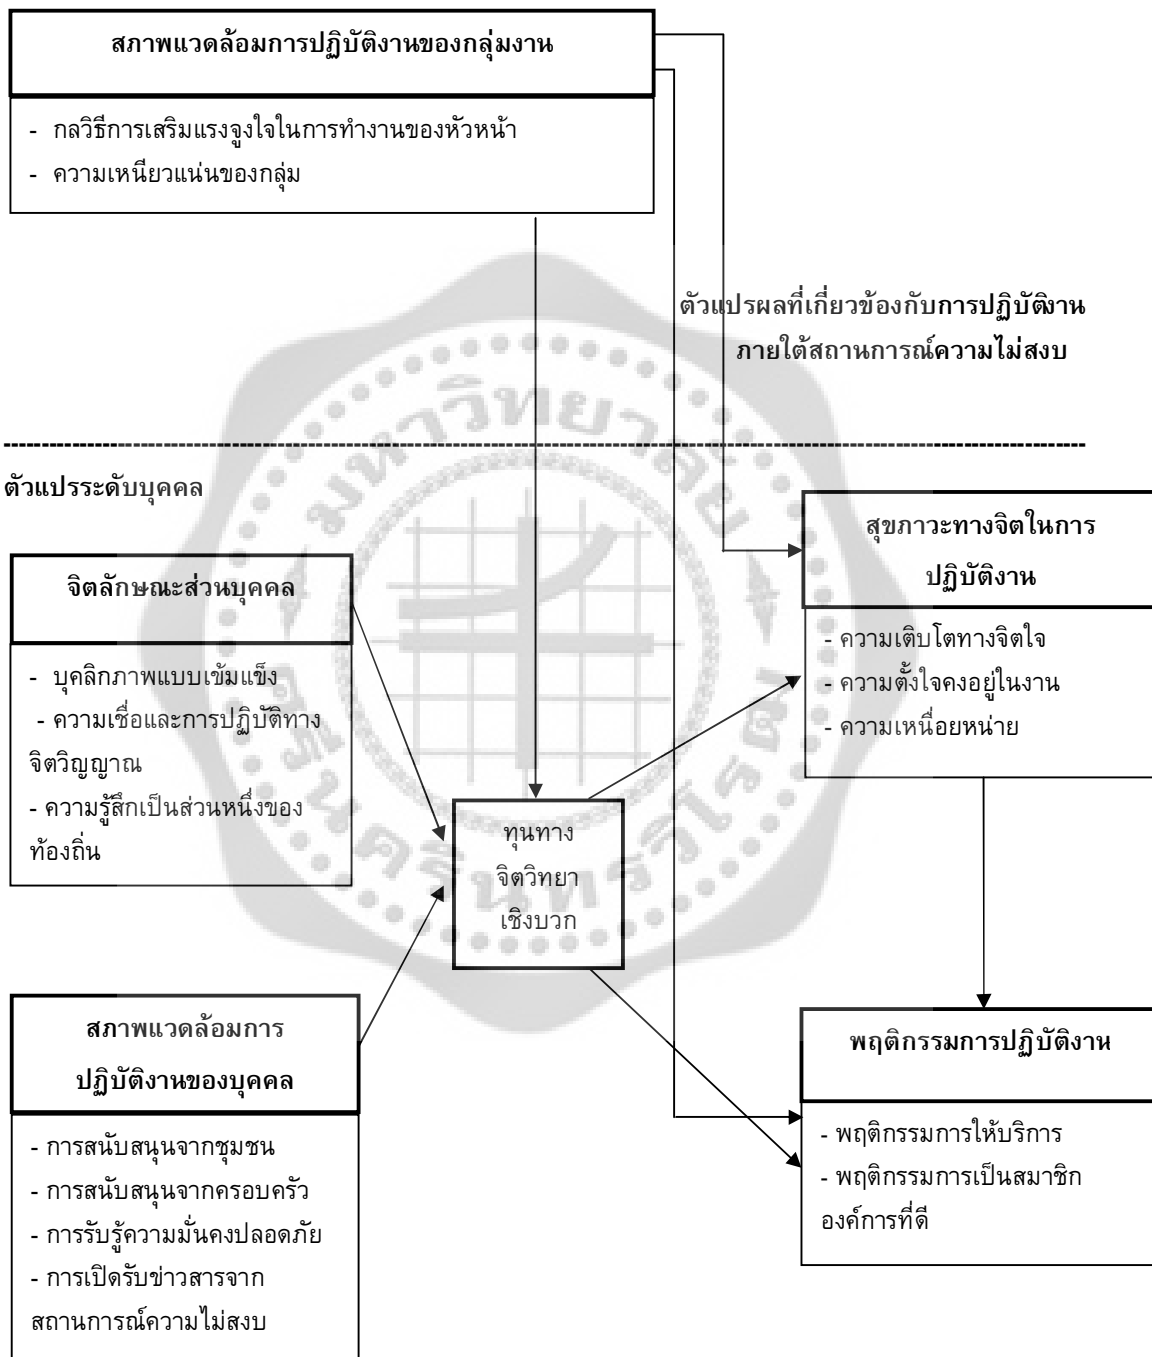 สภาพแวดล้อมการปฏิบัติงานของกลุ่มงาน
- กลวิธีการเสริมแรงจูงใจในการทำงานของหัวหน้า
- ความเหนียวแน่นของกลุ่ม
ตัวแปรผลที่เกี่ยวข้องกับการปฏิบัติงาน
ภายใต้สถานการณ์ความไม่สงบ
ตัวแปรระดับบุคคล
จิตลักษณะส่วนบุคคล
- บุคลิกภาพแบบเข้มแข็ง
- ความเชื่อและการปฏิบัติทาง
จิตวิญญาณ
- ความรู้สึกเป็นส่วนหนึ่งของ
ท้องถิ่น
สภาพแวดล้อมการ
ปฏิบัติงานของบุคคล
- การสนับสนุนจากชุมชน
- การสนับสนุนจากครอบครัว
- การรับรู้ความมั่นคงปลอดภัย
- การเปิดรับข่าวสารจาก
สถานการณ์ความไม่สงบ
ทุนทาง
จิตวิทยา
เชิงบวก
สุขภาวะทางจิตในการ
ปฏิบัติงาน
- ความเติบโตทางจิตใจ
- ความตั้งใจคงอยู่ในงาน
- ความเหนื่อยหน่าย
พฤติกรรมการปฏิบัติงาน
- พฤติกรรมการให้บริการ
- พฤติกรรมการเป็นสมาชิก
องค์การที่ดี
มหาวิทยาลัย
ศรีนครินทรวิโรฒ